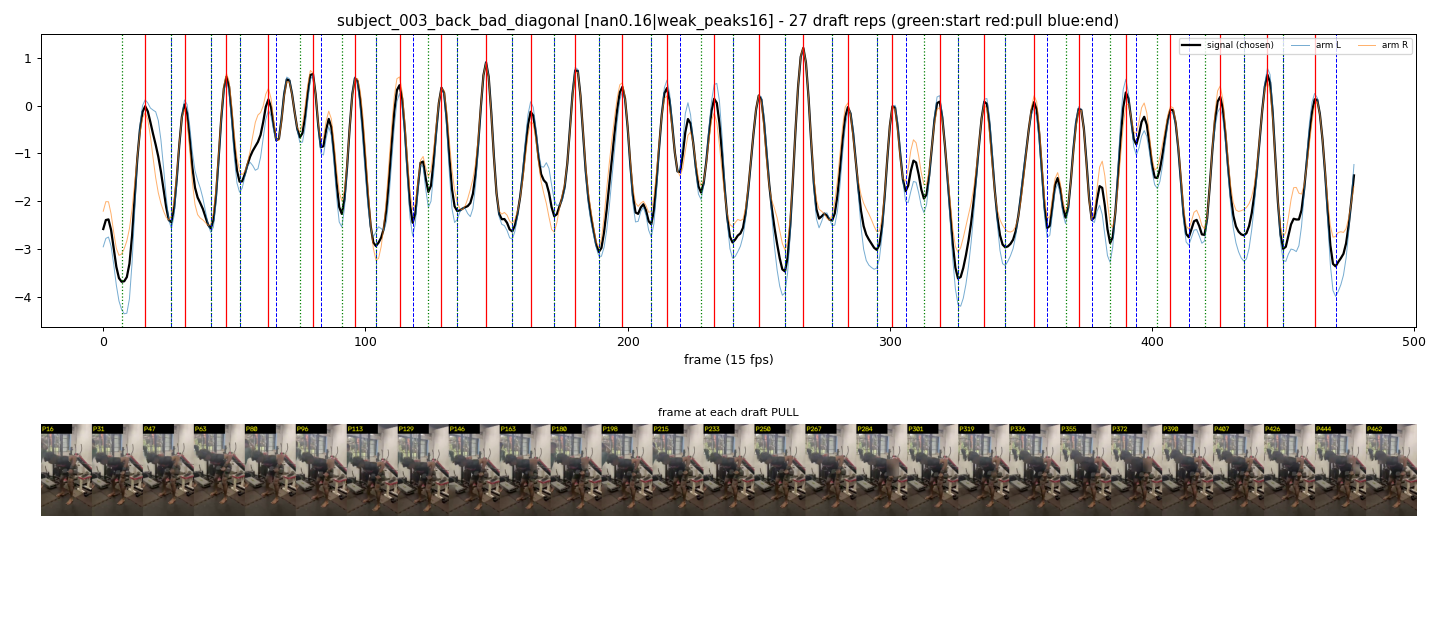 subject_003_back_bad_diagonal [nan0.16|weak_peaks16] - 27 draft reps (green:start red:pull blue:end)
signal (chosen) arm L arm R
1
0
−1
−2
−3
−4
0 100 200 300 400 500
frame (15 fps)
frame at each draft PULL
P16 P31 P47 P63 P80 P96 P113 P129 P146 P163 P180 P198 P215 P233 P250 P267 P284 P301 P319 P336 P355 P372 P390 P407 P426 P444 P462